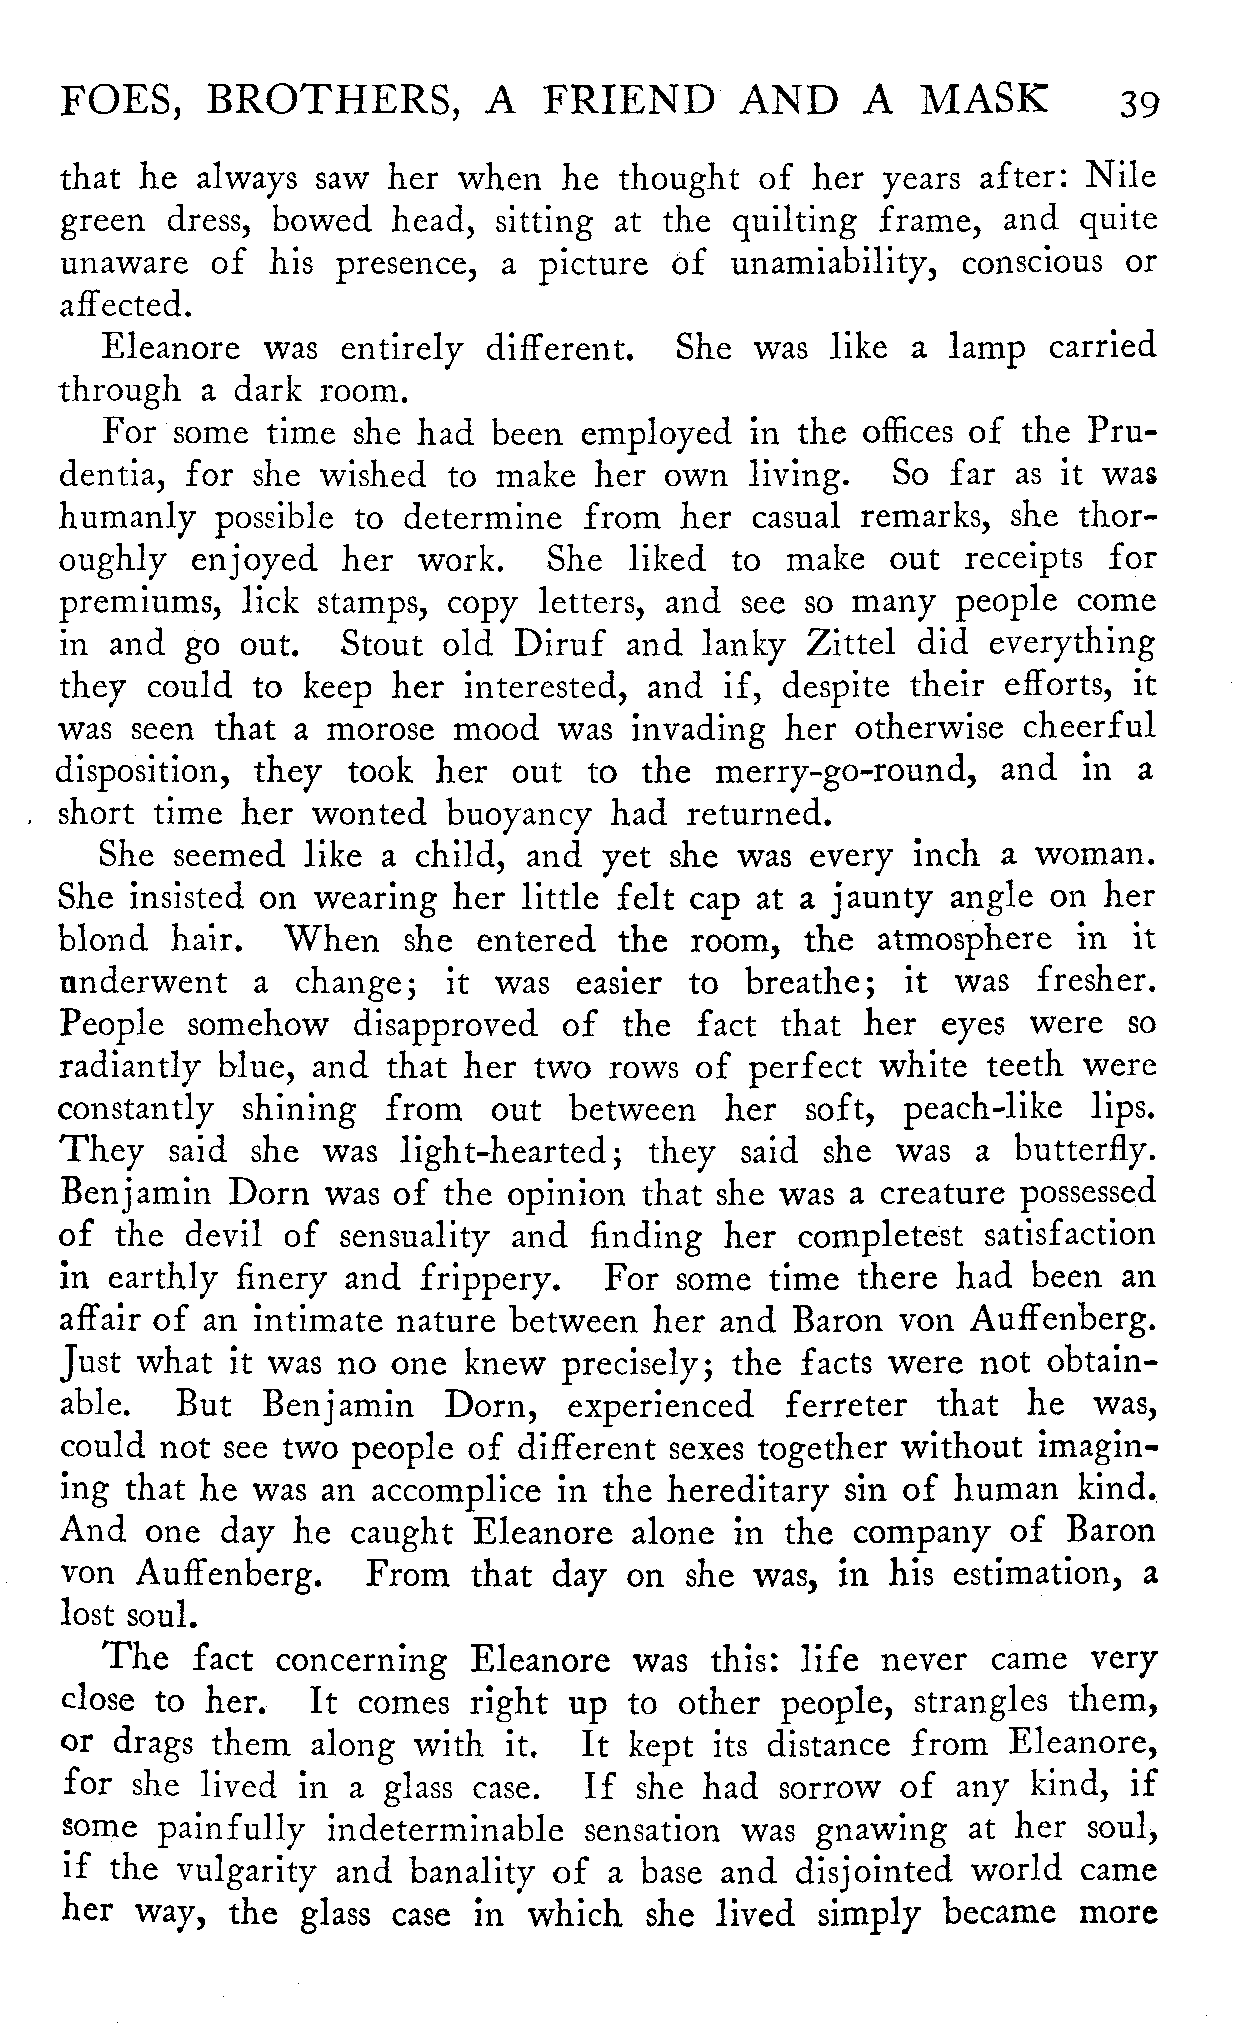 FOES, BROTHERS, A FRIEND AND A MASK 39
that he always saw her when he thought of her years after: Nile
green dress, bowed head, sitting at the quilting frame, and quite
unaware of his presence, a picture of unamiability, conscious or
affected.
Eleanore was entirely different. She was like a lamp carried
through a dark room.
For some time she had been employed in the offices of the Pru-
dentia, for she wished to make her own living. So far as it was
humanly possible to determine from her casual remarks, she thor-
oughly enjoyed her work. She liked to make out receipts for
premiums, lick stamps, copy letters, and see so many people come
in and go out. Stout old Diruf and lanky Zittel did everything
they could to keep her interested, and if, despite their efforts, it
was seen that a morose mood was invading her otherwise cheerful
disposition, they took her out to the merry-go-round, and in a
short time her wonted buoyancy had returned.
She seemed like a child, and yet she was every inch a woman.
She insisted on wearing her little felt cap at a jaunty angle on her
blond hair. When she entered the room, the atmosphere in it
underwent a change; it was easier to breathe; it was fresher.
People somehow disapproved of the fact that her eyes were so
radiantly blue, and that her two rows of perfect white teeth were
constantly shining from out between her soft, peach-like lips.
They said she was light-hearted; they said she was a butterfly.
Benjamin Dorn was of the opinion that she was a creature possessed
of the devil of sensuality and finding her completest satisfaction
in earthly finery and frippery. For some time there had been an
affair of an intimate nature between her and Baron von Auffenberg.
Just what it was no one knew precisely; the facts were not obtain-
able. But Benjamin Dorn, experienced ferreter that he was,
could not see two people of different sexes together without imagin-
ing that he was an accomplice in the hereditary sin of human kind.
And one day he caught Eleanore alone in the company of Baron
von Auffenberg. From that day on she was, in his estimation, a
lost soul.
The fact concerning Eleanore was this: life never came very
close to her. It comes right up to other people, strangles them,
or drags them along with it. It kept its distance from Eleanore,
for she lived in a glass case. If she had sorrow of any kind, if
some painfully indeterminable sensation was gnawing at her soul,
if the vulgarity and banality of a base and disjointed world came
her way, the glass case in which she lived simply became more